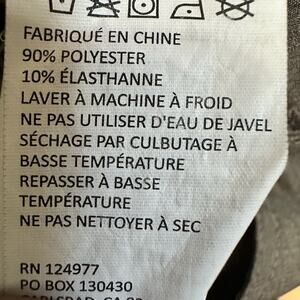 FABRIQUÉ EN CHINE
90% POLYESTER
10% ÉLASTHANNE
LAVER À MACHINE À FROID
NE PAS UTILISER D'EAU DE JAVEL
SÉCHAGE PAR CULBUTAGE À
BASSE TEMPÉRATURE
REPASSER À BASSE
TEMPÉRATURE
NE PAS NETTOYER À SEC
RN 124977
PO BOX 130430